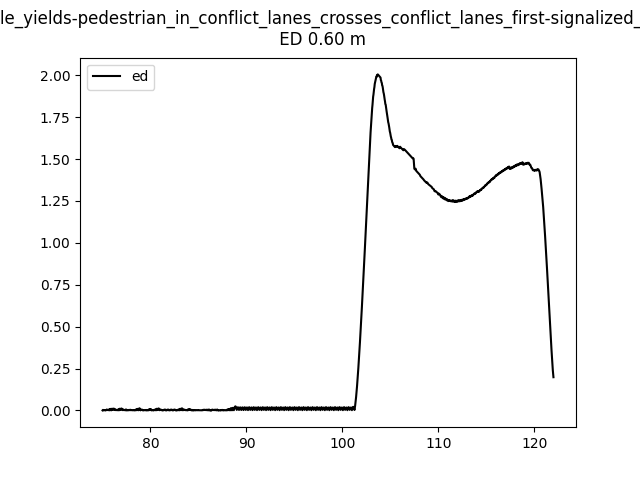 le_yields-pedestrian_in_conflict_lanes_crosses_conflict_lanes_first-signalized_
ED 0.60 m
ed
2.00
1.75
1.50
1.25
1.00
0.75
0.50
0.25
0.00
80 90 100 110 120